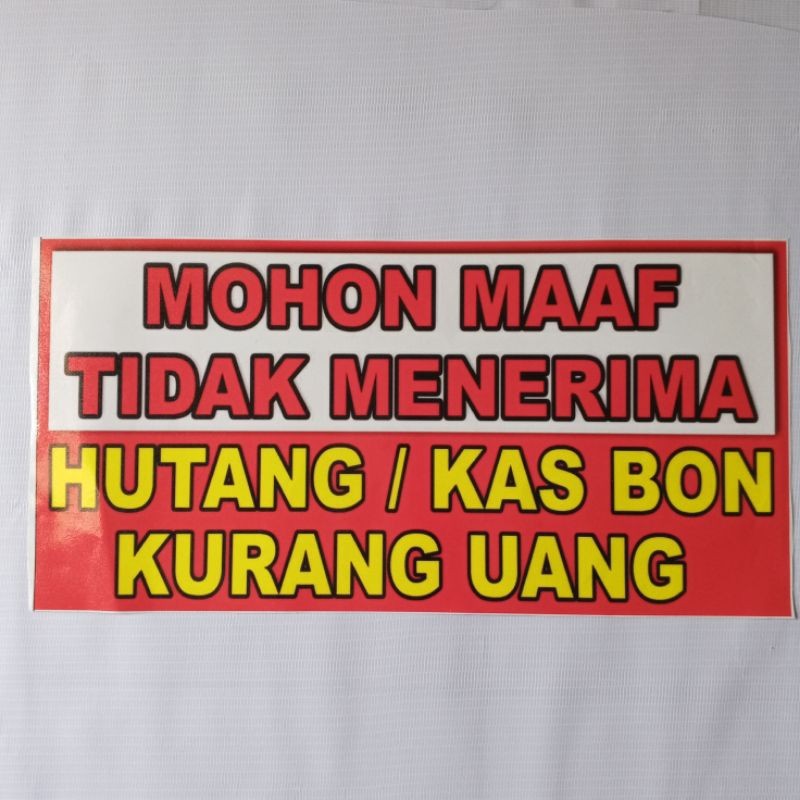 MOHON MAAF
TIDAK MENERIMA
HUTANG / KAS BON
KURANG UANG